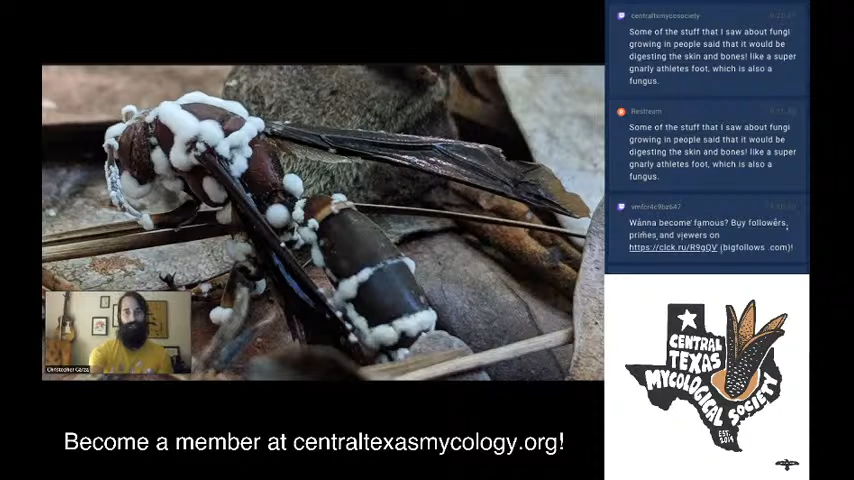 centraltexmycosociety
Some of the stuff that I saw about fungi
growing in people said that it would be
digesting the skin and bones! like a super
gnarly athletes foot, which is also a
fungus.
Restream
Some of the stuff that I saw about fungi
growing in people said that it would be
digesting the skin and bones! like a super
gnarly athletes foot, which is also a
fungus.
Wanna become famous? Buy followers,
primes and viewers on
https://clck.ru/R9gQV (bigfollows .com)!
CENTRAL
TEXAS
MYCOLOGICAL SOCIETY
EST.
2019
Become a member at centraltexasmycology.org!